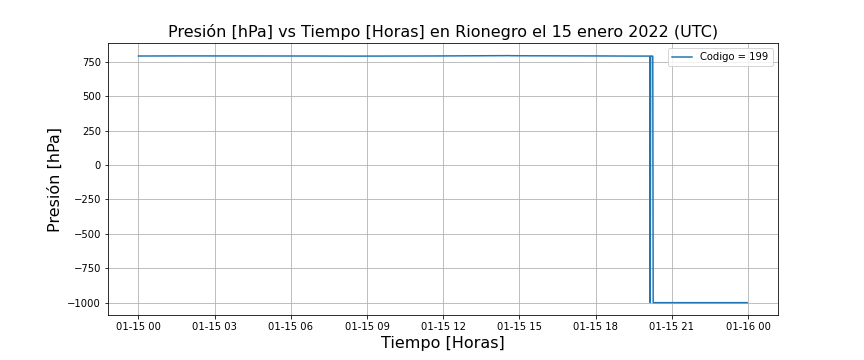 Presión [hPa] vs Tiempo [Horas] en Rionegro el 15 enero 2022 (UTC)
Codigo = 199
Presión [hPa]
750
500
250
0
−250
−500
−750
−1000
01-15 00 01-15 03 01-15 06 01-15 09 01-15 12 01-15 15 01-15 18 01-15 21 01-16 00
Tiempo [Horas]